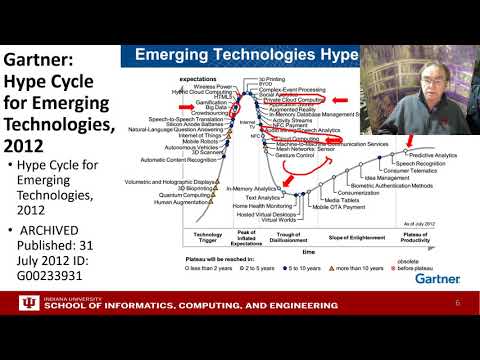 Gartner:
Hype Cycle
for Emerging
Technologies,
2012
• Hype Cycle for
Emerging
Technologies,
2012
• ARCHIVED
Published: 31
July 2012 ID:
G00233931
Emerging Technologies Hype
expectations
Wireless Power
Hybrid Cloud Computing
HTML5
Gamification
Big Data
Crowdsourcing
Speech-to-Speech Translation
Silicon Anode Batteries
Natural-Language Question Answering
Internet of Things
Mobile Robots
Autonomous Vehicles
3D Scanners
Automatic Content Recognition
Volumetric and Holographic Displays
3D Bioprinting
Quantum Computing
Human Augmentation
3D Printing
BYOD
Complex-Event Processing
Social Analytics
Private Cloud Computing
Application Stores
Augmented Reality
In-Memory Database Management
Activity Streams
NFC Payment
Internet TV
NFC
Audio Mining/Speech Analytics
Cloud Computing
Machine-to-Machine Communication Services
Mesh Networks: Sensor
Gesture Control
In-Memory Analytics
Text Analytics
Home Health Monitoring
Hosted Virtual Desktops
Virtual Worlds
Predictive Analytics
Speech Recognition
Consumer Telematics
Idea Management
Biometric Authentication Methods
Consumerization
Media Tablets
Mobile OTA Payment
As of July 2012
Technology Trigger
Peak of Inflated Expectations
Trough of Disillusionment
Slope of Enlightenment
Plateau of Productivity
time
Plateau will be reached in:
less than 2 years
2 to 5 years
5 to 10 years
more than 10 years
obsolete
before plateau
Gartner
INDIANA UNIVERSITY
SCHOOL OF INFORMATICS, COMPUTING, AND ENGINEERING
6